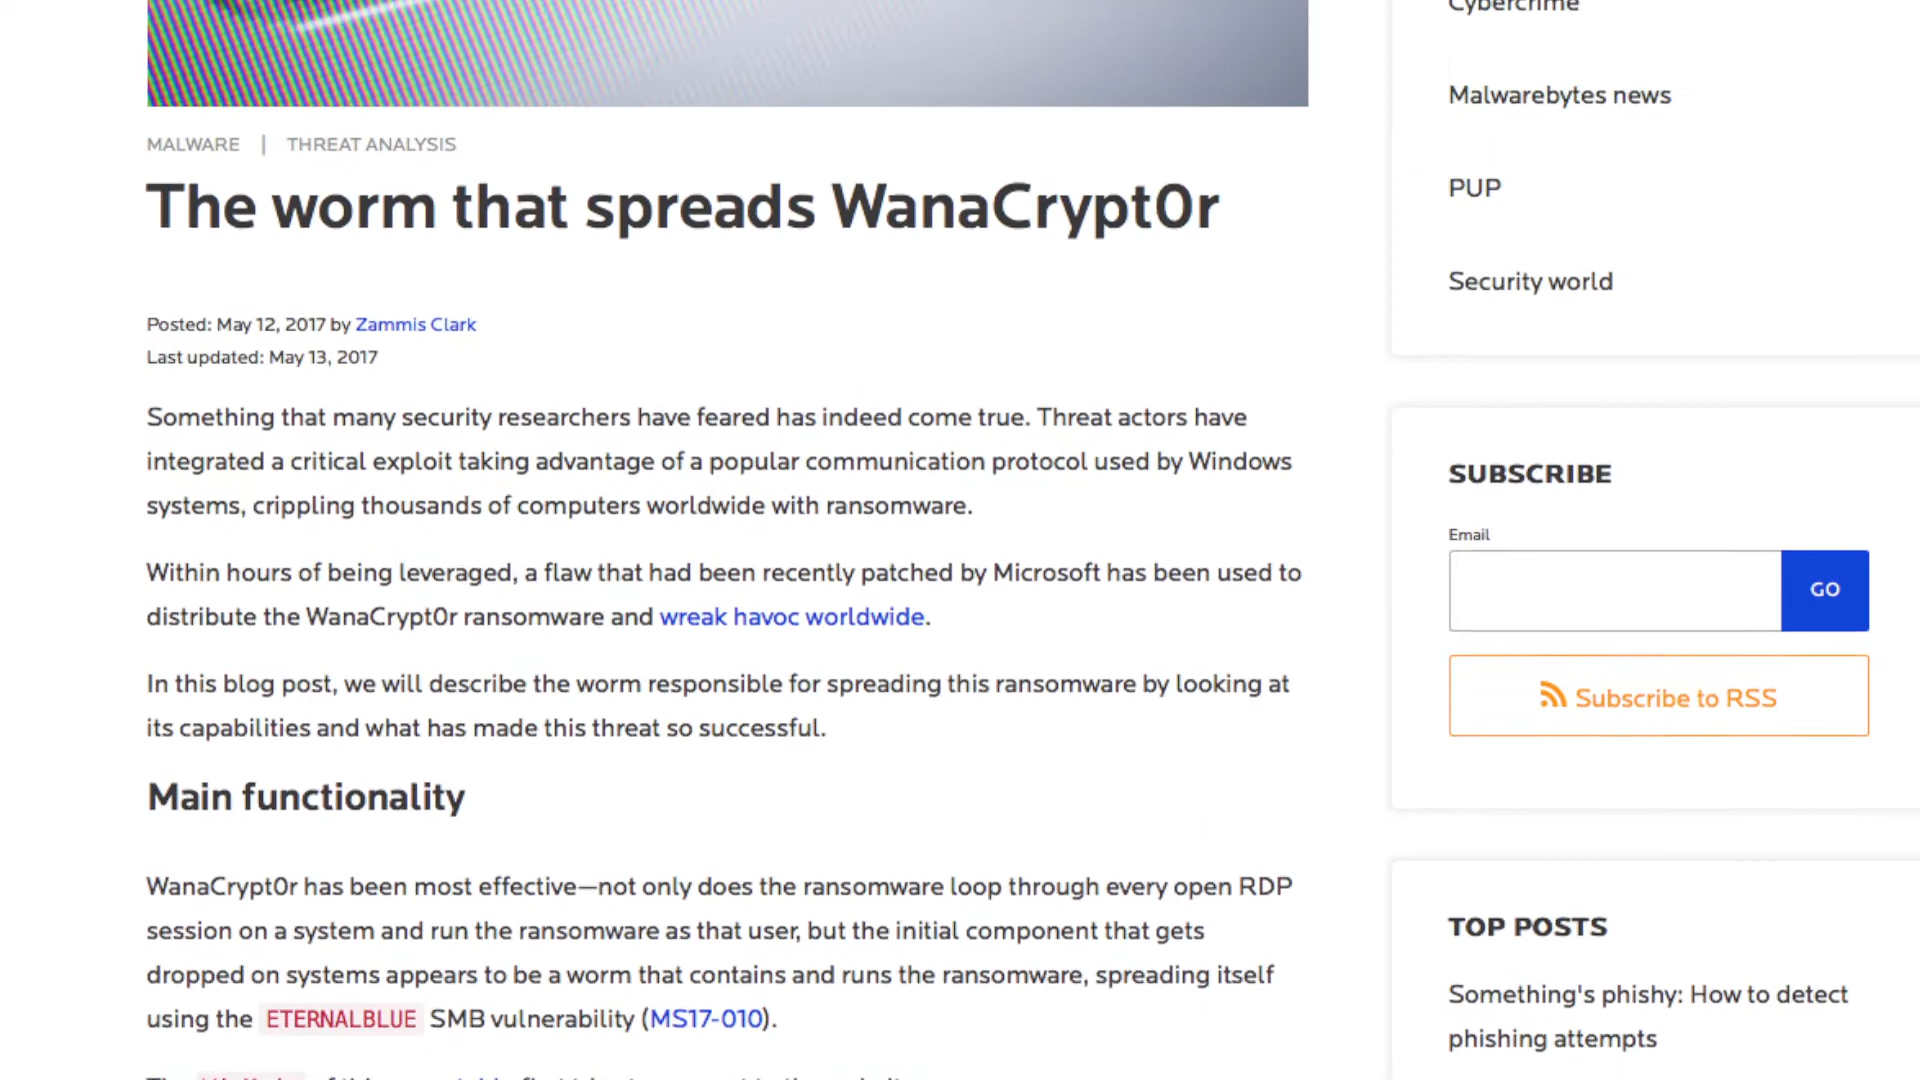 Cybercrime
Malwarebytes news
PUP
Security world
MALWARE | THREAT ANALYSIS
The worm that spreads WanaCrypt0r
Posted: May 12, 2017 by Zammis Clark
Last updated: May 13, 2017
Something that many security researchers have feared has indeed come true. Threat actors have
integrated a critical exploit taking advantage of a popular communication protocol used by Windows
systems, crippling thousands of computers worldwide with ransomware.
Within hours of being leveraged, a flaw that had been recently patched by Microsoft has been used to
distribute the WanaCrypt0r ransomware and wreak havoc worldwide.
In this blog post, we will describe the worm responsible for spreading this ransomware by looking at
its capabilities and what has made this threat so successful.
Main functionality
WanaCrypt0r has been most effective—not only does the ransomware loop through every open RDP
session on a system and run the ransomware as that user, but the initial component that gets
dropped on systems appears to be a worm that contains and runs the ransomware, spreading itself
using the ETERNALBLUE SMB vulnerability (MS17-010).
SUBSCRIBE
Email
GO
Subscribe to RSS
TOP POSTS
Something's phishy: How to detect
phishing attempts